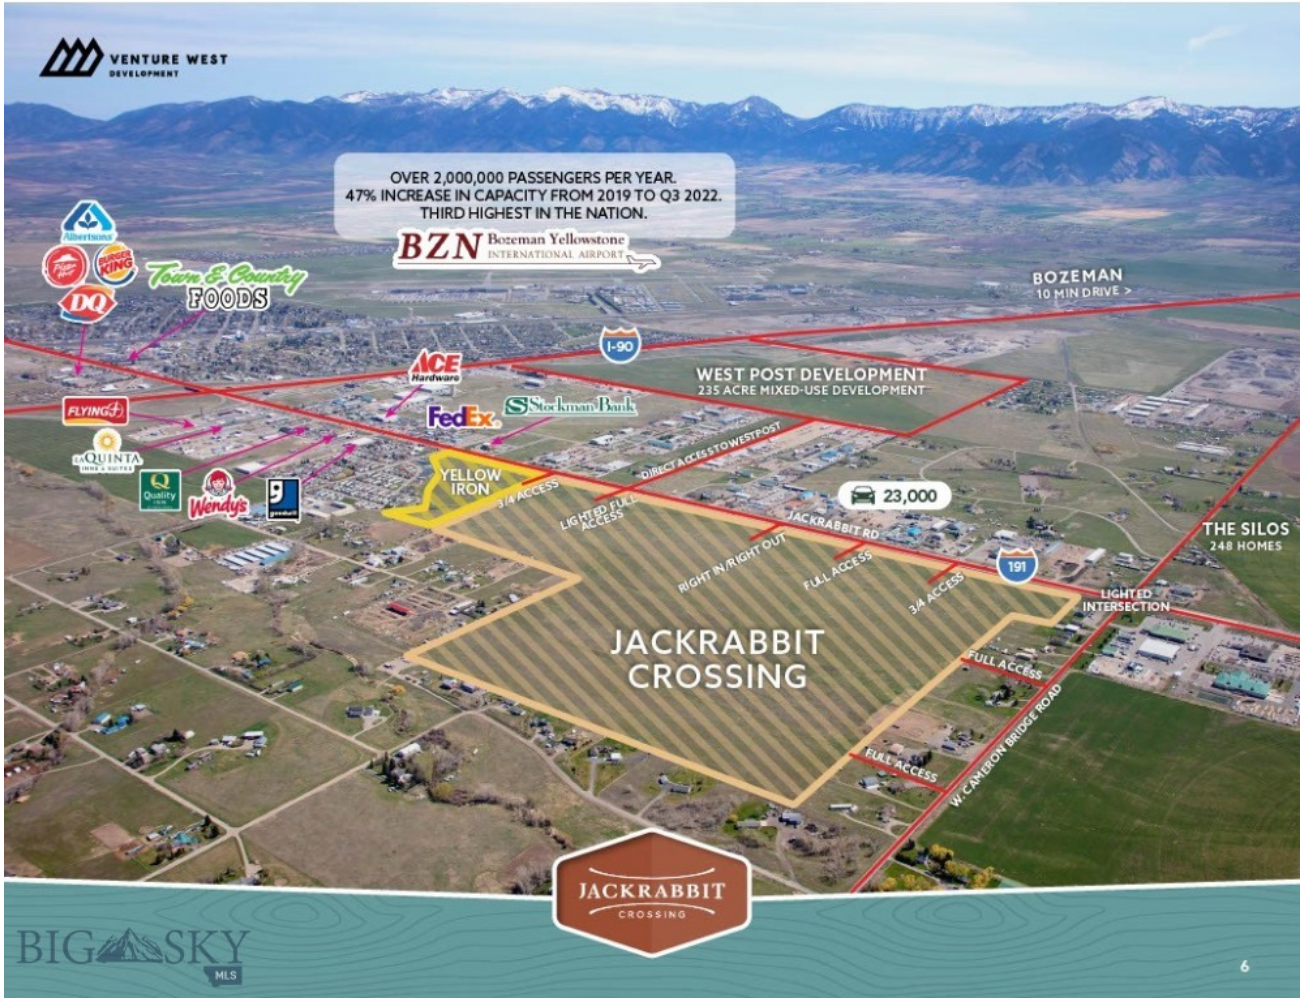 VENTURE WEST
DEVELOPMENT
OVER 2,000,000 PASSENGERS PER YEAR.
47% INCREASE IN CAPACITY FROM 2019 TO Q3 2022.
THIRD HIGHEST IN THE NATION.
BZN Bozeman Yellowstone
INTERNATIONAL AIRPORT
Albertsons
Pizza Hut
BURGER KING
DQ
Town & Country
FOODS
BOZEMAN
10 MIN DRIVE >
I-90
ACE
Hardware
WEST POST DEVELOPMENT
235 ACRE MIXED-USE DEVELOPMENT
FLYING J
FedEx
Stockman Bank
LAQUINTA
INNS & SUITES
Q
Quality
INN
Wendy's
g
goodwill
YELLOW
IRON
3/4 ACCESS
DIRECT ACCESS TO WESTPOST
LIGHTED FULL
ACCESS
23,000
JACKRABBIT RD
RIGHT IN/RIGHT OUT
FULL ACCESS
3/4 ACCESS
191
THE SILOS
248 HOMES
LIGHTED
INTERSECTION
JACKRABBIT
CROSSING
FULL ACCESS
FULL ACCESS
W. CAMERON BRIDGE ROAD
JACKRABBIT
CROSSING
BIG SKY
MLS
6